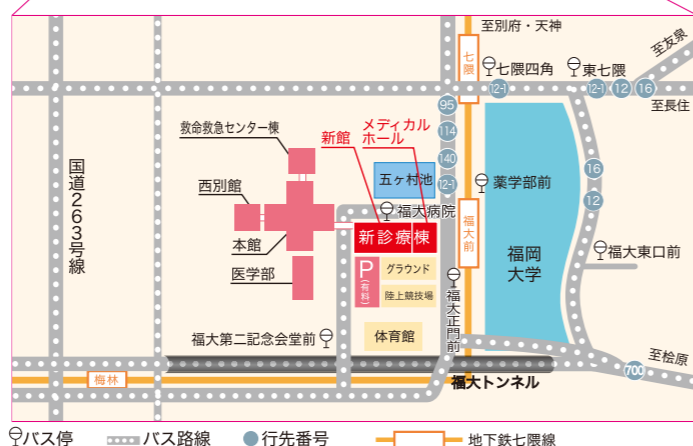 至別府・天神
七隈
七隈四角
東七隈
至友泉
12-1
12-1
12
16
至長住
95
114
140
12-1
救命救急センター棟
新館
メディカル
ホール
西別館
五ヶ村池
薬学部前
16
12
国道263号線
福大病院
本館
新診療棟
福大前
福岡
大学
福大東口前
医学部
P
(有料)
グラウンド
陸上競技場
福大正門前
体育館
福大第二記念会堂前
至桧原
700
梅林
福大トンネル
バス停
バス路線
行先番号
地下鉄七隈線